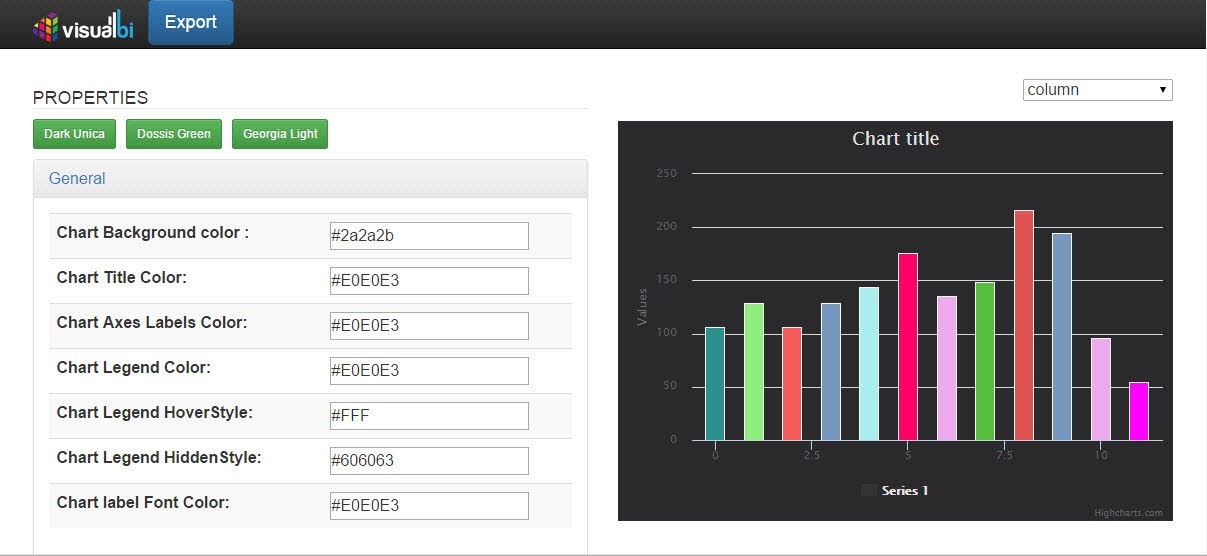 visualbi Export
PROPERTIES
Dark Unica Dossis Green Georgia Light
General
Chart Background color : #2a2a2b
Chart Title Color: #E0E0E3
Chart Axes Labels Color: #E0E0E3
Chart Legend Color: #E0E0E3
Chart Legend HoverStyle: #FFF
Chart Legend HiddenStyle: #606063
Chart label Font Color: #E0E0E3
column
Chart title
250
200
150
100
50
0
Values
0 2.5 5 7.5 10
Series 1
Highcharts.com